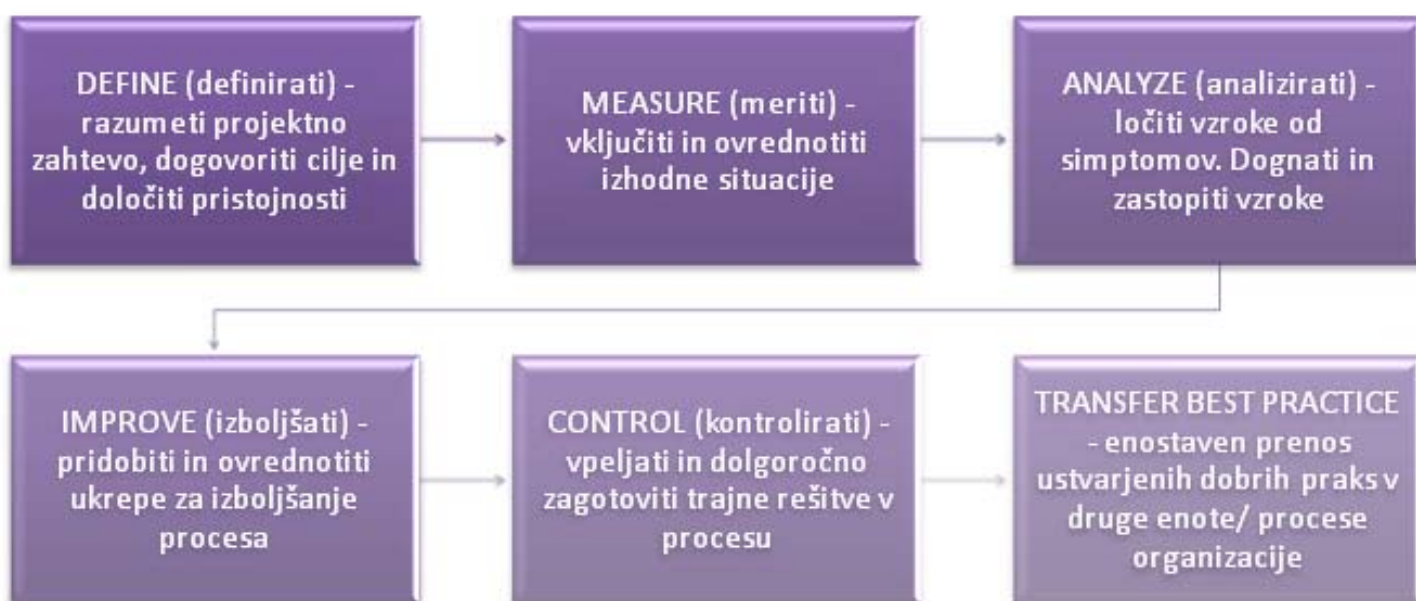 DEFINE (definirati) -
razumeti projektno
zahtevo, dogovoriti cilje in
določiti pristojnosti
MEASURE (meriti) -
vključiti in ovrednotiti
izhodne situacije
ANALYZE (analizirati) -
ločiti vzroke od
simptomov. Dognati in
zastopiti vzroke
IMPROVE (izboljšati) -
pridobiti in ovrednotiti
ukrepe za izboljšanje
procesa
CONTROL (kontrolirati) -
vpeljati in dolgoročno
zagotoviti trajne rešitve v
procesu
TRANSFER BEST PRACTICE
- enostaven prenos
ustvarjenih dobrih praks v
druge enote/ procese
organizacije